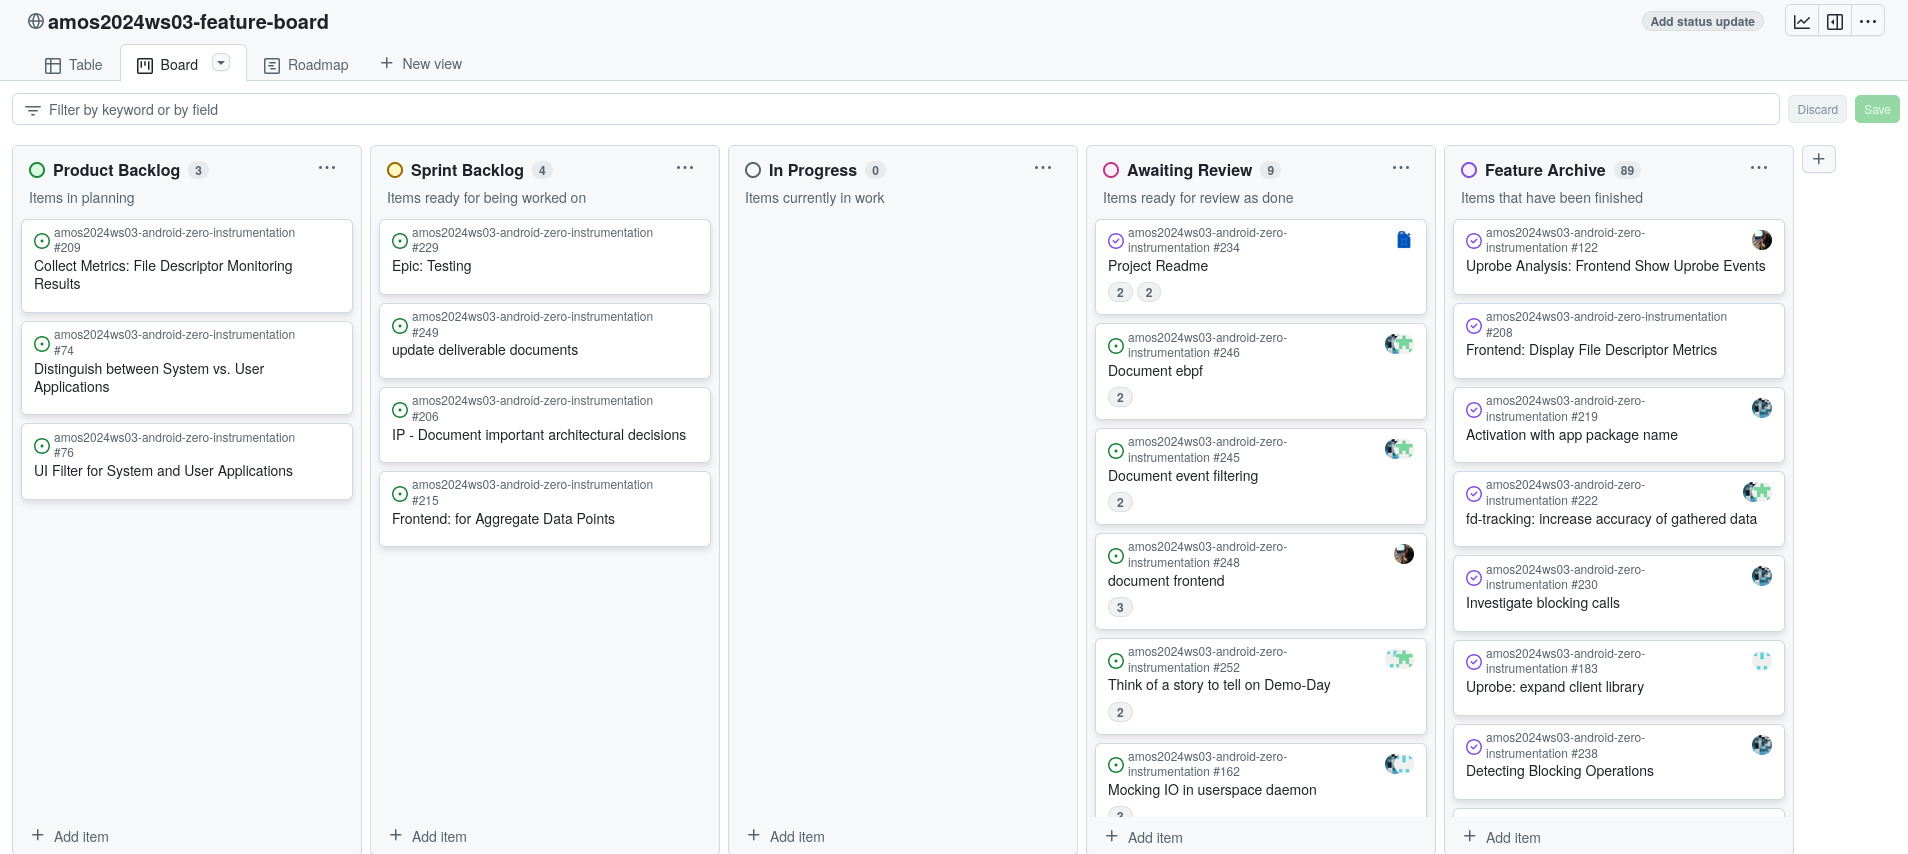 amos2024ws03-feature-board
Add status update
Table
Board
Roadmap
New view
Filter by keyword or by field
Discard
Save
Product Backlog 3
Items in planning
amos2024ws03-android-zero-instrumentation
#209
Collect Metrics: File Descriptor Monitoring
Results
amos2024ws03-android-zero-instrumentation
#74
Distinguish between System vs. User
Applications
amos2024ws03-android-zero-instrumentation
#76
UI Filter for System and User Applications
Add item
Sprint Backlog 4
Items ready for being worked on
amos2024ws03-android-zero-instrumentation
#229
Epic: Testing
amos2024ws03-android-zero-instrumentation
#249
update deliverable documents
amos2024ws03-android-zero-instrumentation
#206
IP - Document important architectural decisions
amos2024ws03-android-zero-instrumentation
#215
Frontend: for Aggregate Data Points
Add item
In Progress 0
Items currently in work
Add item
Awaiting Review 9
Items ready for review as done
amos2024ws03-android-zero-
instrumentation #234
Project Readme
2 2
amos2024ws03-android-zero-
instrumentation #246
Document ebpf
2
amos2024ws03-android-zero-
instrumentation #245
Document event filtering
2
amos2024ws03-android-zero-
instrumentation #248
document frontend
3
amos2024ws03-android-zero-
instrumentation #252
Think of a story to tell on Demo-Day
2
amos2024ws03-android-zero-
instrumentation #162
Mocking IO in userspace daemon
Add item
Feature Archive 89
Items that have been finished
amos2024ws03-android-zero-
instrumentation #122
Uprobe Analysis: Frontend Show Uprobe Events
amos2024ws03-android-zero-instrumentation
#208
Frontend: Display File Descriptor Metrics
amos2024ws03-android-zero-
instrumentation #219
Activation with app package name
amos2024ws03-android-zero-
instrumentation #222
fd-tracking: increase accuracy of gathered data
amos2024ws03-android-zero-
instrumentation #230
Investigate blocking calls
amos2024ws03-android-zero-
instrumentation #183
Uprobe: expand client library
amos2024ws03-android-zero-
instrumentation #238
Detecting Blocking Operations
Add item